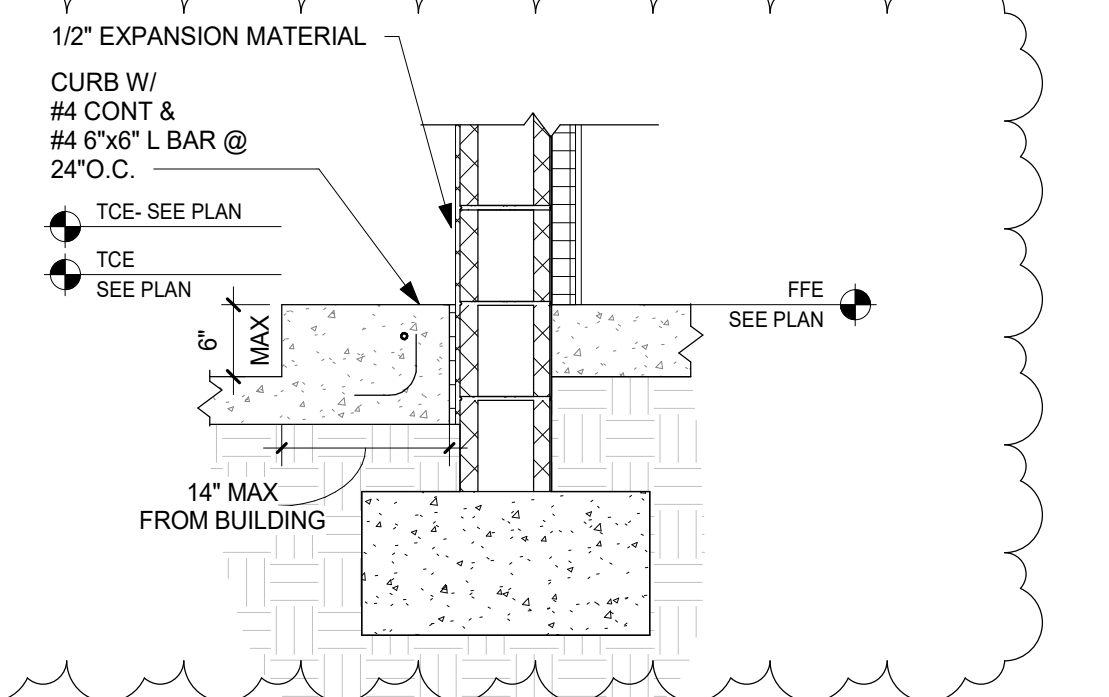 1/2" EXPANSION MATERIAL
CURB W/
#4 CONT &
#4 6"x6" L BAR @
24"O.C.
TCE- SEE PLAN
TCE
SEE PLAN
FFE
SEE PLAN
6"
MAX
14" MAX
FROM BUILDING